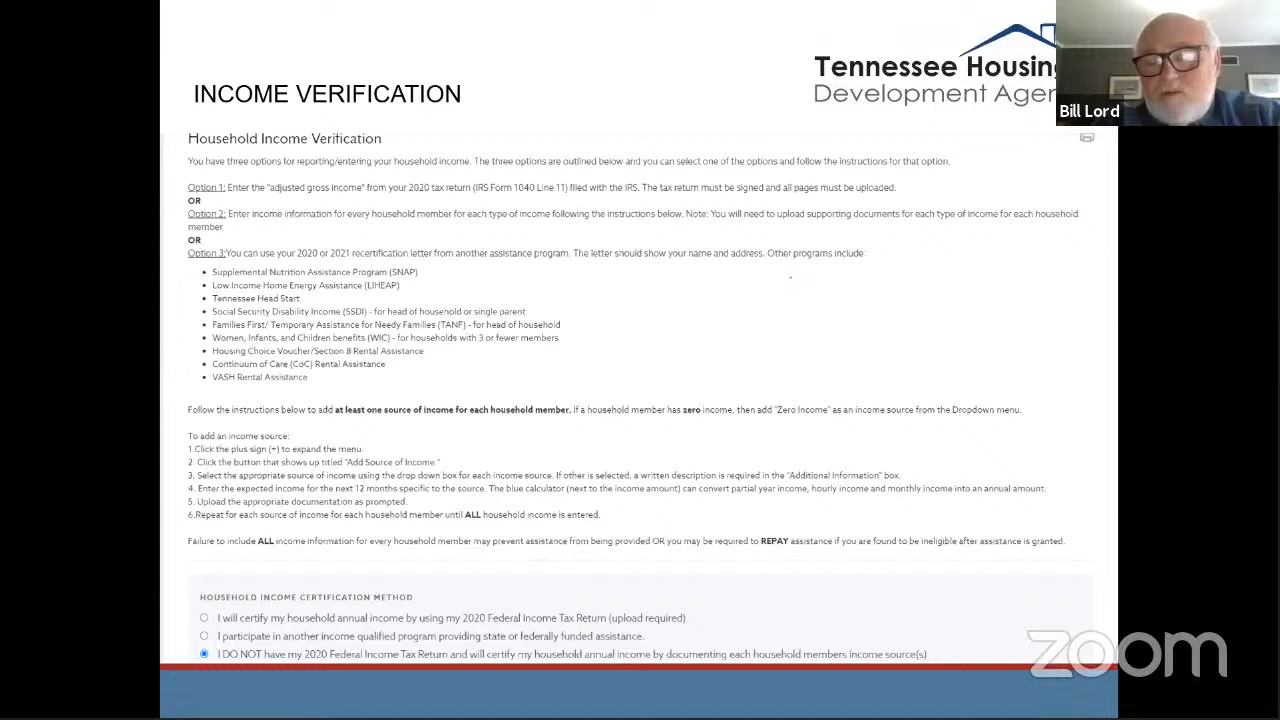 Tennessee Housing
Development Age
Bill Lord
INCOME VERIFICATION
Household Income Verification
You have three options for reporting/entering your household income. The three options are outlined below and you can select one of the options and follow the instructions for that option.
Option 1: Enter the "adjusted gross income" from your 2020 tax return (IRS Form 1040 Line 11) filed with the IRS. The tax return must be signed and all pages must be uploaded.
OR
Option 2: Enter income information for every household member for each type of income following the instructions below. Note: You will need to upload supporting documents for each type of income for each household
member
OR
Option 3:You can use your 2020 or 2021 recertification letter from another assistance program. The letter should show your name and address. Other programs include:
• Supplemental Nutrition Assistance Program (SNAP)
• Low Income Home Energy Assistance (LIHEAP)
• Tennessee Head Start
• Social Security Disability Income (SSDI) - for head of household or single parent
• Families First/ Temporary Assistance for Needy Families (TANF) - for head of household
• Women, Infants, and Children benefits (WIC) - for households with 3 or fewer members
• Housing Choice Voucher/Section 8 Rental Assistance
• Continuum of Care (CoC) Rental Assistance
• VASH Rental Assistance
Follow the instructions below to add at least one source of income for each household member. If a household member has zero income, then add "Zero Income" as an income source from the Dropdown menu.
To add an income source:
1.Click the plus sign (+) to expand the menu.
2. Click the button that shows up titled "Add Source of Income."
3. Select the appropriate source of income using the drop down box for each income source. If other is selected, a written description is required in the "Additional Information" box.
4. Enter the expected income for the next 12 months specific to the source. The blue calculator (next to the income amount) can convert partial year income, hourly income and monthly income into an annual amount.
5. Upload the appropriate documentation as prompted.
6.Repeat for each source of income for each household member until ALL household income is entered.
Failure to include ALL income information for every household member may prevent assistance from being provided OR you may be required to REPAY assistance if you are found to be ineligible after assistance is granted.
HOUSEHOLD INCOME CERTIFICATION METHOD
I will certify my household annual income by using my 2020 Federal Income Tax Return (upload required)
I participate in another income qualified program providing state or federally funded assistance.
I DO NOT have my 2020 Federal Income Tax Return and will certify my household annual income by documenting each household members income source(s)
zoom